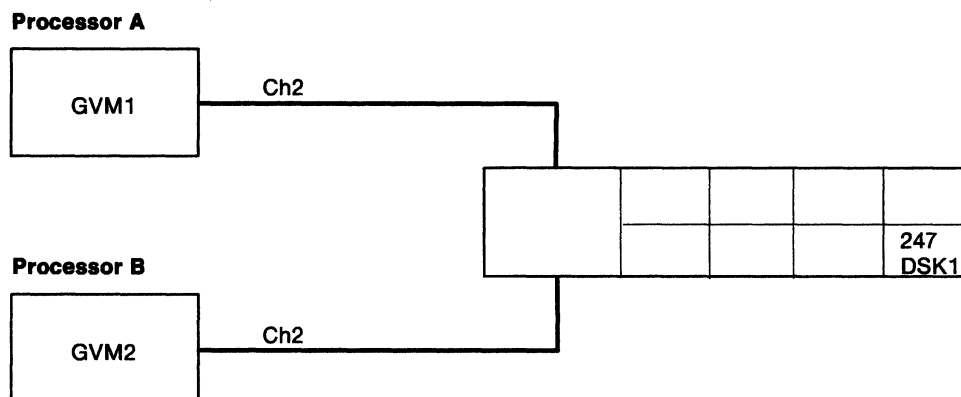 Processor A
GVM1
Ch2
247
DSK1
Processor B
GVM2
Ch2